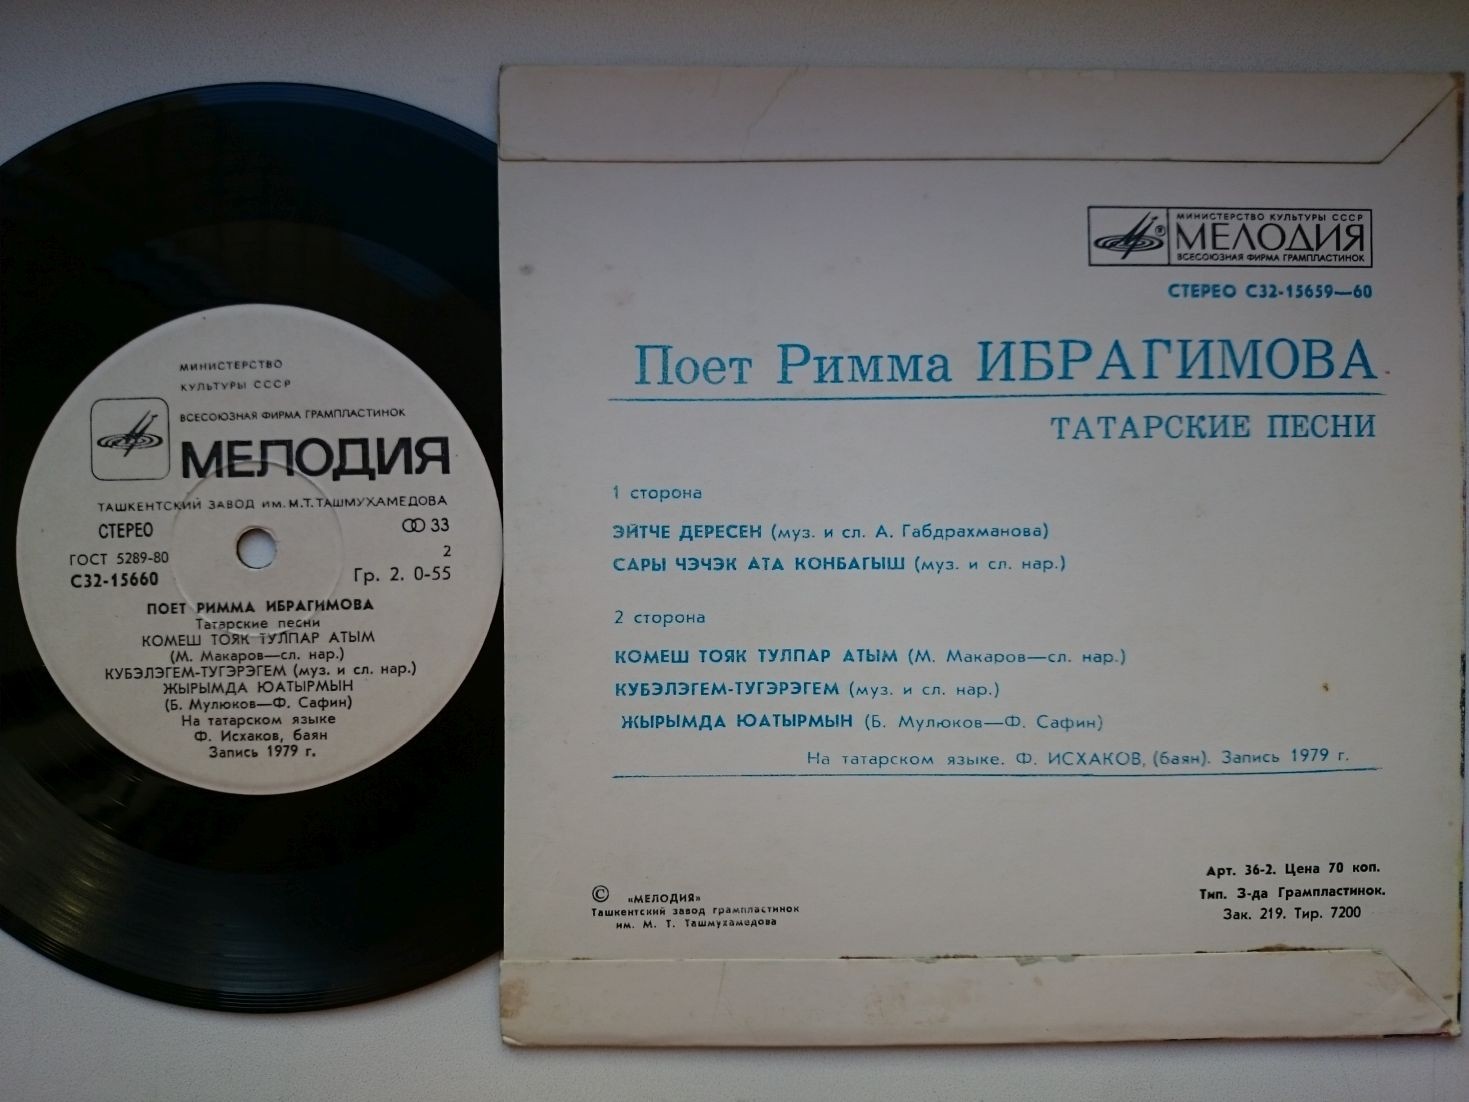 МИНИСТЕРСТВО
КУЛЬТУРЫ СССР
ВСЕСОЮЗНАЯ ФИРМА ГРАМПЛАСТИНОК
МЕЛОДИЯ
ТАШКЕНТСКИЙ ЗАВОД ИМ. М.Т. ТАШМУХАМЕДОВА
СТЕРЕО 33
ГОСТ 5289-80 2
С32-15660 Гр. 2. 0-55
ПОЕТ РИММА ИБРАГИМОВА
Татарские песни
КОМЕШ ТОЯК ТУЛПАР АТЫМ
(М. Макаров—сл. нар.)
КУБЭЛЭГЕМ-ТУГЭРЭГЕМ (муз. и сл. нар.)
ЖЫРЫМДА ЮАТЫРМЫН
(Б. Мулюков—Ф. Сафин)
На татарском языке
Ф. Исхаков, баян
Запись 1979 г.
МИНИСТЕРСТВО КУЛЬТУРЫ СССР
® МЕЛОДИЯ
ВСЕСОЮЗНАЯ ФИРМА ГРАМПЛАСТИНОК
СТЕРЕО С32-15659—60
Поет Римма ИБРАГИМОВА
ТАТАРСКИЕ ПЕСНИ
1 сторона
ЭЙТЧЕ ДЕРЕСЕН (муз. и сл. А. Габдрахманова)
САРЫ ЧЭЧЭК АТА КОНБАГЫШ (муз. и сл. нар.)
2 сторона
КОМЕШ ТОЯК ТУЛПАР АТЫМ (М. Макаров—сл. нар.)
КУБЭЛЭГЕМ-ТУГЭРЭГЕМ (муз. и сл. нар.)
ЖЫРЫМДА ЮАТЫРМЫН (Б. Мулюков—Ф. Сафин)
На татарском языке. Ф. ИСХАКОВ, (баян). Запись 1979 г.
© «МЕЛОДИЯ»
Ташкентский завод грампластинок
им. М. Т. Ташмухамедова
Арт. 36-2. Цена 70 коп.
Тип. З-да Грампластинок.
Зак. 219. Тир. 7200